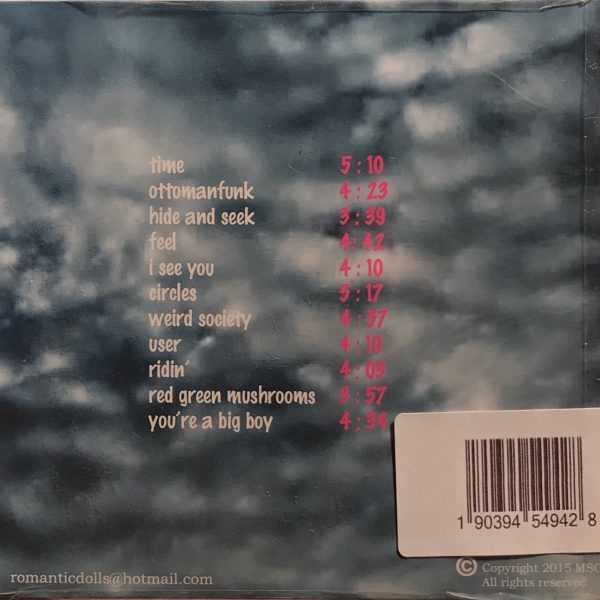 time 5 : 10
ottomanfunk 4 : 23
hide and seek 3 : 39
feel 4 : 42
i see you 4 : 10
circles 5 : 17
weird society 4 : 37
user 4 : 10
ridin' 4 : 03
red green mushrooms 3 : 57
you're a big boy 4 : 34
1 90394 54942 8
romanticdolls@hotmail.com
© Copyright 2015 MSG
All rights reserved